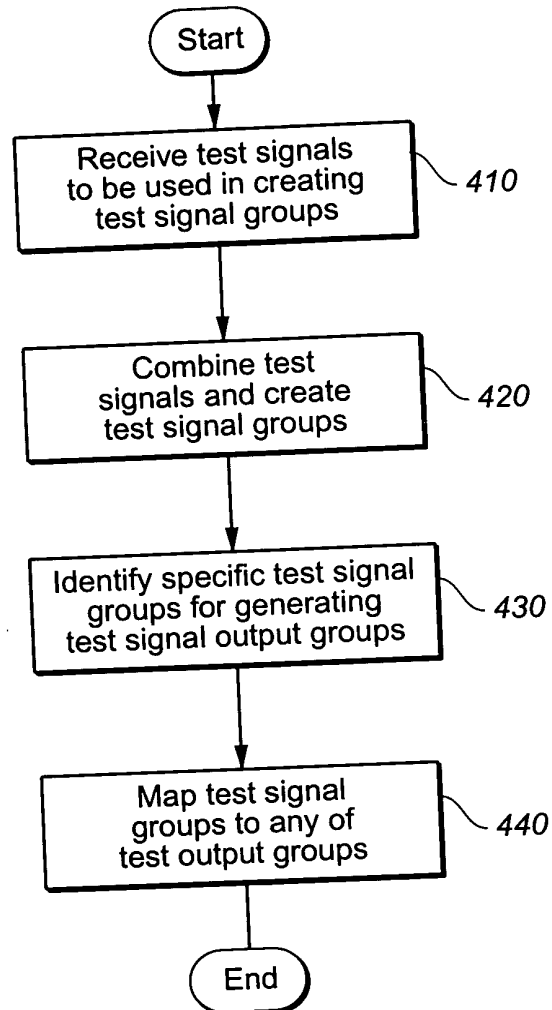 Start
Receive test signals
to be used in creating
test signal groups
410
Combine test
signals and create
test signal groups
420
Identify specific test signal
groups for generating
test signal output groups
430
Map test signal
groups to any of
test output groups
440
End